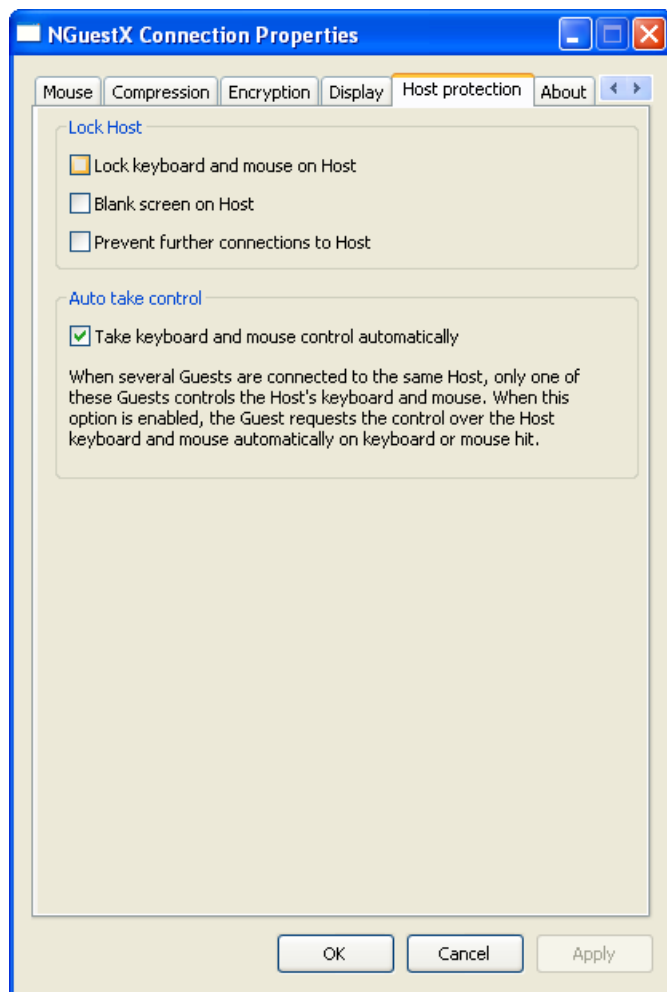 NGuestX Connection Properties
Mouse Compression Encryption Display Host protection About
Lock Host
Lock keyboard and mouse on Host
Blank screen on Host
Prevent further connections to Host
Auto take control
Take keyboard and mouse control automatically
When several Guests are connected to the same Host, only one of
these Guests controls the Host's keyboard and mouse. When this
option is enabled, the Guest requests the control over the Host
keyboard and mouse automatically on keyboard or mouse hit.
OK Cancel Apply